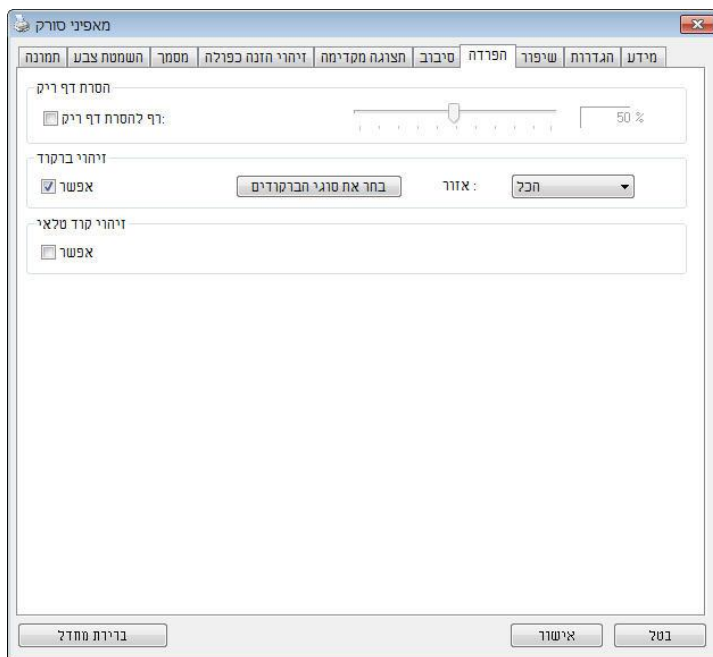 מאפיני סורק
תמונה השמטת צבע מסמך זיהוי הזנה כפולה תצוגה מקדימה סיבוב הפרדה שיפור הגדרות מידע
הסרת דף ריק
רף להסרת דף ריק: 50 %
זיהוי ברקוד
אפשר בחר את סוגי הברקודים אזור : הכל
זיהוי קוד טלאי
אפשר
ברירת מחדל אישור בטל